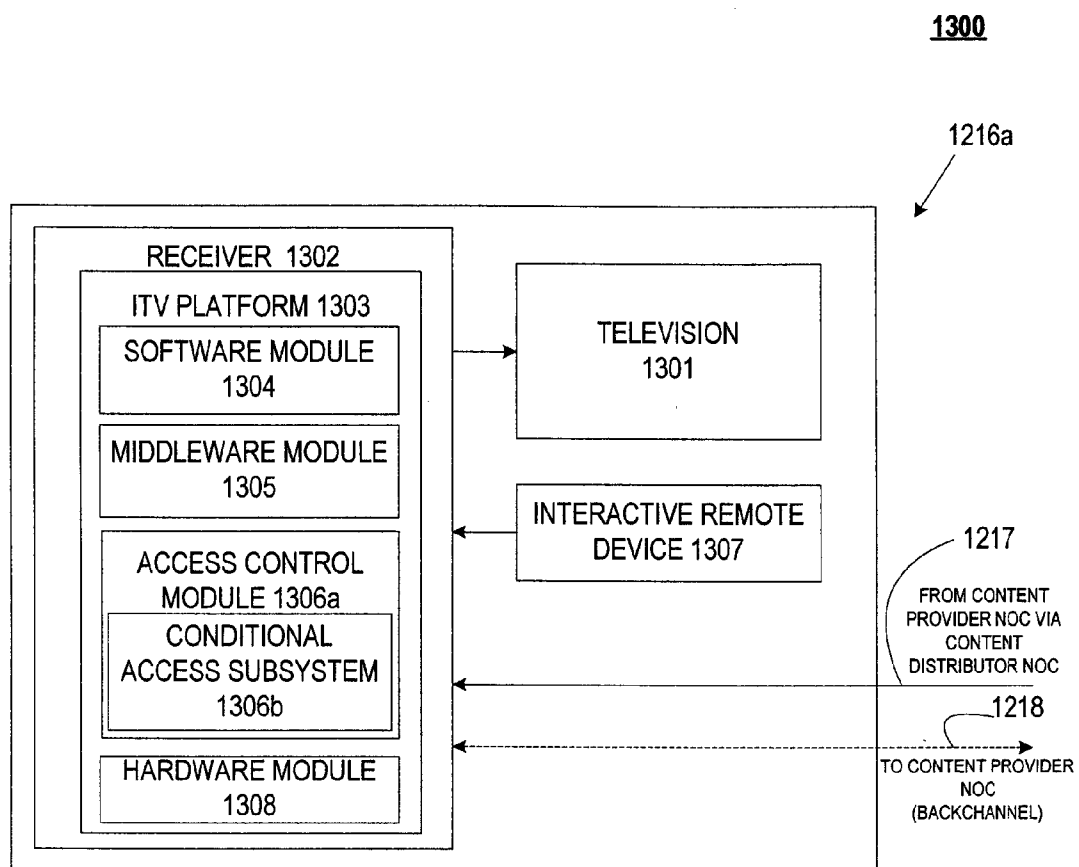 1300
1216a
RECEIVER 1302
ITV PLATFORM 1303
SOFTWARE MODULE
1304
MIDDLEWARE MODULE
1305
ACCESS CONTROL
MODULE 1306a
CONDITIONAL
ACCESS SUBSYSTEM
1306b
HARDWARE MODULE
1308
TELEVISION
1301
INTERACTIVE REMOTE
DEVICE 1307
1217
FROM CONTENT
PROVIDER NOC VIA
CONTENT
DISTRIBUTOR NOC
1218
TO CONTENT PROVIDER
NOC
(BACKCHANNEL)